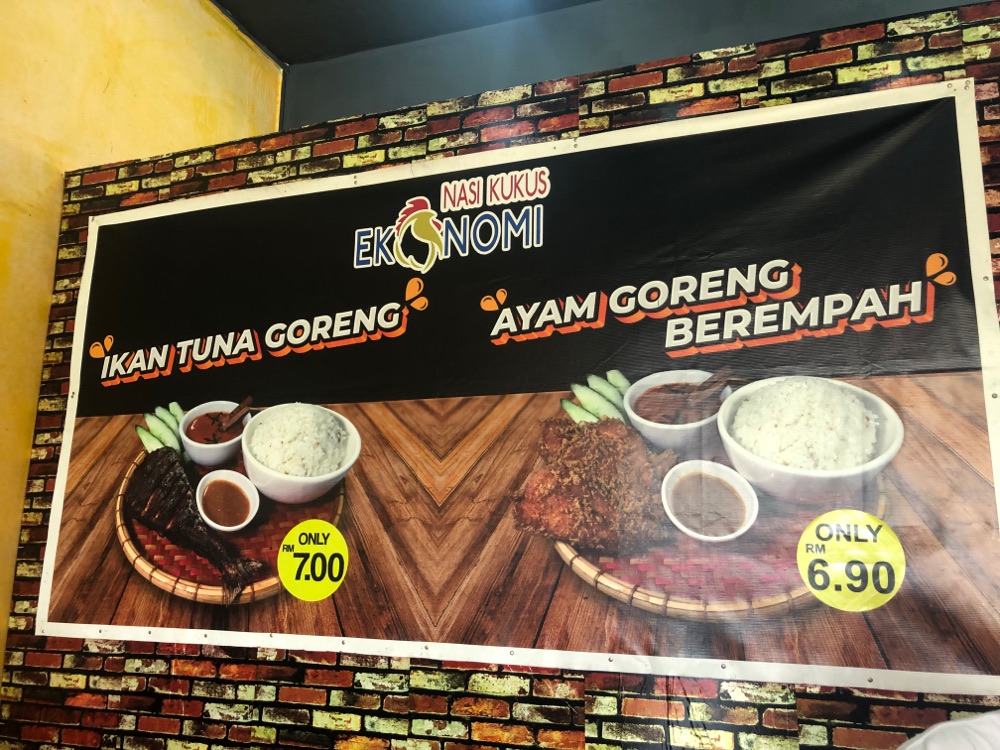 NASI KUKUS
EKONOMI
IKAN TUNA GORENG
AYAM GORENG
BEREMPAH
ONLY
RM 7.00
ONLY
RM
6.90